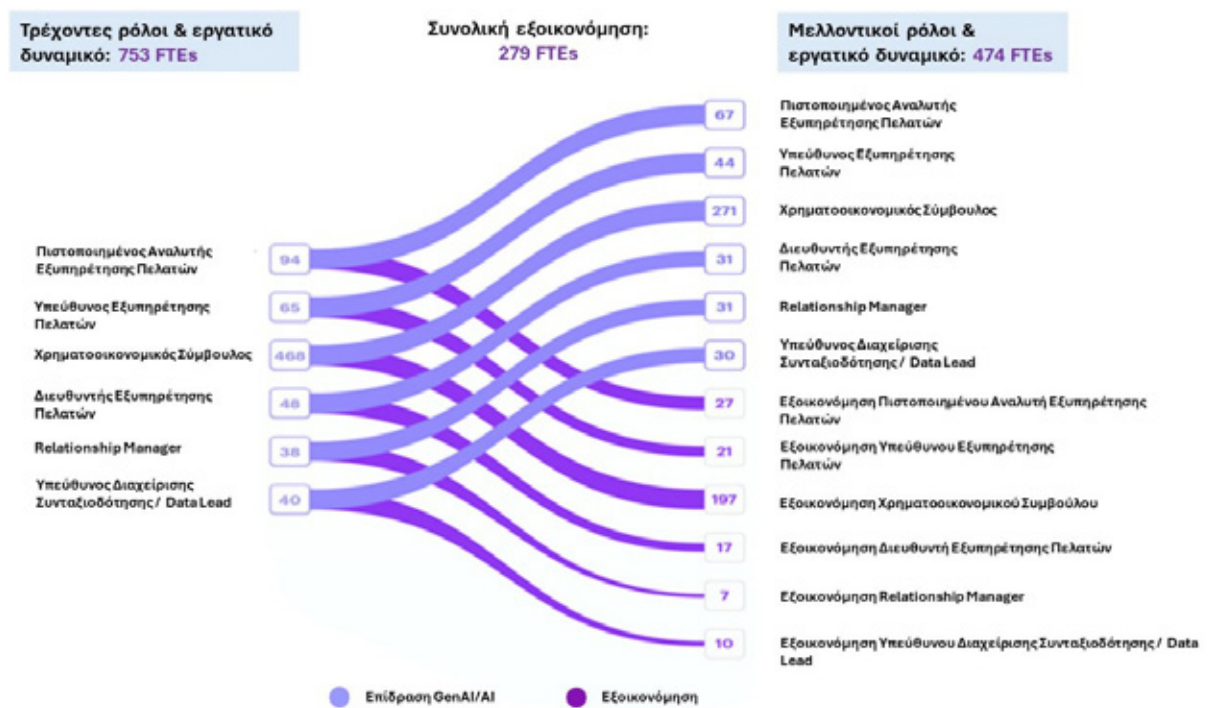 Τρέχοντες ρόλοι & εργατικό
δυναμικό: 753 FTEs
Συνολική εξοικονόμηση:
279 FTEs
Μελλοντικοί ρόλοι &
εργατικό δυναμικό: 474 FTEs
Πιστοποιημένος Αναλυτής
Εξυπηρέτησης Πελατών
94
Υπεύθυνος Εξυπηρέτησης
Πελατών
65
Χρηματοοικονομικός Σύμβουλος
468
Διευθυντής Εξυπηρέτησης
Πελατών
48
Relationship Manager
38
Υπεύθυνος Διαχείρισης
Συνταξιοδότησης / Data Lead
40
67
Πιστοποιημένος Αναλυτής
Εξυπηρέτησης Πελατών
44
Υπεύθυνος Εξυπηρέτησης
Πελατών
271
Χρηματοοικονομικός Σύμβουλος
31
Διευθυντής Εξυπηρέτησης
Πελατών
31
Relationship Manager
30
Υπεύθυνος Διαχείρισης
Συνταξιοδότησης / Data Lead
27
Εξοικονόμηση Πιστοποιημένου Αναλυτή Εξυπηρέτησης
Πελατών
21
Εξοικονόμηση Υπεύθυνου Εξυπηρέτησης
Πελατών
197
Εξοικονόμηση Χρηματοοικονομικού Συμβούλου
17
Εξοικονόμηση Διευθυντή Εξυπηρέτησης Πελατών
7
Εξοικονόμηση Relationship Manager
10
Εξοικονόμηση Υπεύθυνου Διαχείρισης Συνταξιοδότησης / Data
Lead
Επίδραση GenAI/AI
Εξοικονόμηση